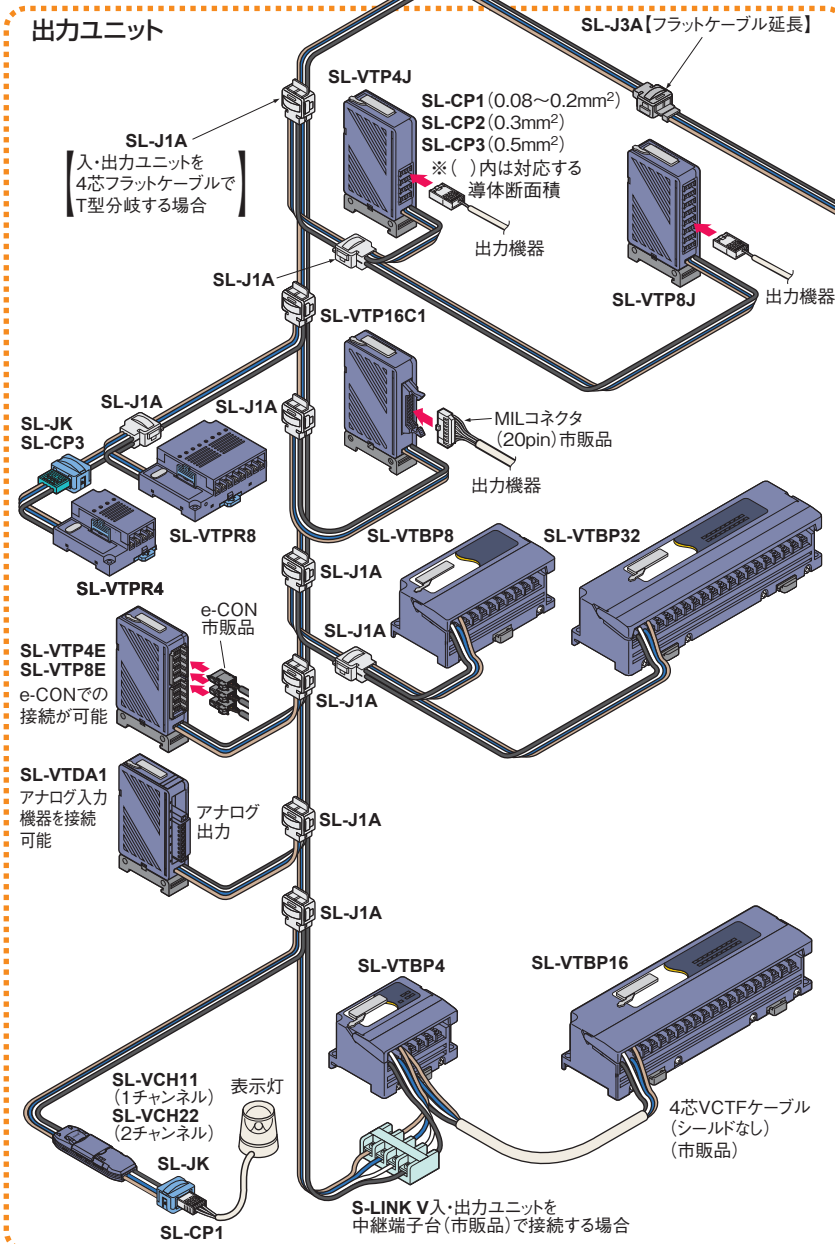 出力ユニット
SL-J3A【フラットケーブル延長】
SL-VTP4J
SL-CP1（0.08～0.2mm²）
SL-CP2（0.3mm²）
SL-CP3（0.5mm²）
※（　）内は対応する
導体断面積
出力機器
SL-J1A
【入・出力ユニットを
4芯フラットケーブルで
T型分岐する場合】
SL-J1A
SL-VTP8J
出力機器
SL-VTP16C1
MILコネクタ
（20pin）市販品
出力機器
SL-J1A
SL-JK
SL-CP3
SL-J1A
SL-VTPR8
SL-VTPR4
SL-VTBP8
SL-VTBP32
SL-J1A
SL-J1A
e-CON
市販品
SL-VTP4E
SL-VTP8E
e-CONでの
接続が可能
SL-J1A
SL-VTDA1
アナログ入力
機器を接続
可能
アナログ
出力
SL-J1A
SL-J1A
SL-VTBP4
SL-VTBP16
SL-VCH11
（1チャンネル）
SL-VCH22
（2チャンネル）
表示灯
SL-JK
SL-CP1
4芯VCTFケーブル
（シールドなし）
（市販品）
S-LINK V入・出力ユニットを
中継端子台（市販品）で接続する場合